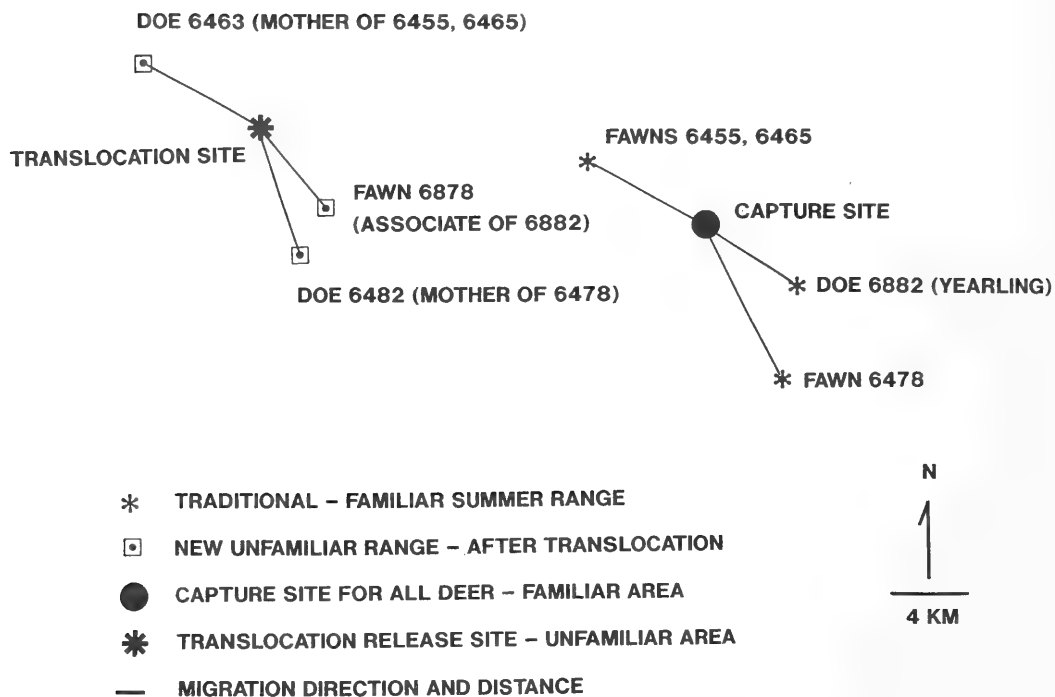 DOE 6463 (MOTHER OF 6455, 6465)
TRANSLOCATION SITE
FAWN 6878
(ASSOCIATE OF 6882)
DOE 6482 (MOTHER OF 6478)
FAWNS 6455, 6465
CAPTURE SITE
DOE 6882 (YEARLING)
FAWN 6478
TRADITIONAL – FAMILIAR SUMMER RANGE
NEW UNFAMILIAR RANGE – AFTER TRANSLOCATION
CAPTURE SITE FOR ALL DEER – FAMILIAR AREA
TRANSLOCATION RELEASE SITE – UNFAMILIAR AREA
MIGRATION DIRECTION AND DISTANCE
N
4 KM